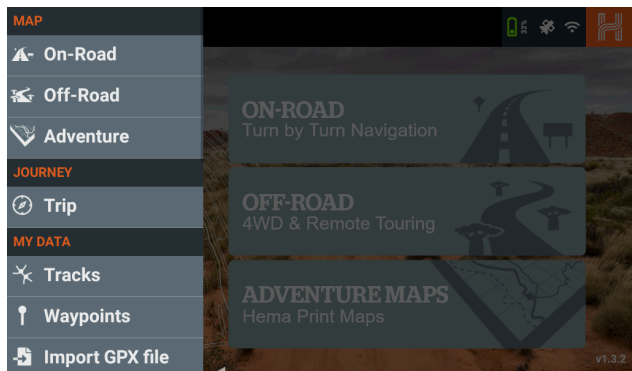 MAP
On-Road
Off-Road
Adventure
JOURNEY
Trip
MY DATA
Tracks
Waypoints
Import GPX file
32%
ON-ROAD
Turn by Turn Navigation
OFF-ROAD
4WD & Remote Touring
ADVENTURE MAPS
Hema Print Maps
v1.3.2